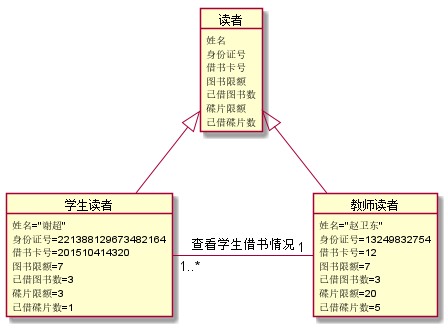 读者
姓名
身份证号
借书卡号
图书限额
已借图书数
碟片限额
已借碟片数
学生读者
姓名="谢超"
身份证号=221388129673482164
借书卡号=201510414320
图书限额=7
已借图书数=3
碟片限额=3
已借碟片数=1
查看学生借书情况 1
1..*
教师读者
姓名="赵卫东"
身份证号=13249832754
借书卡号=12
图书限额=7
已借图书数=3
碟片限额=20
已借碟片数=5